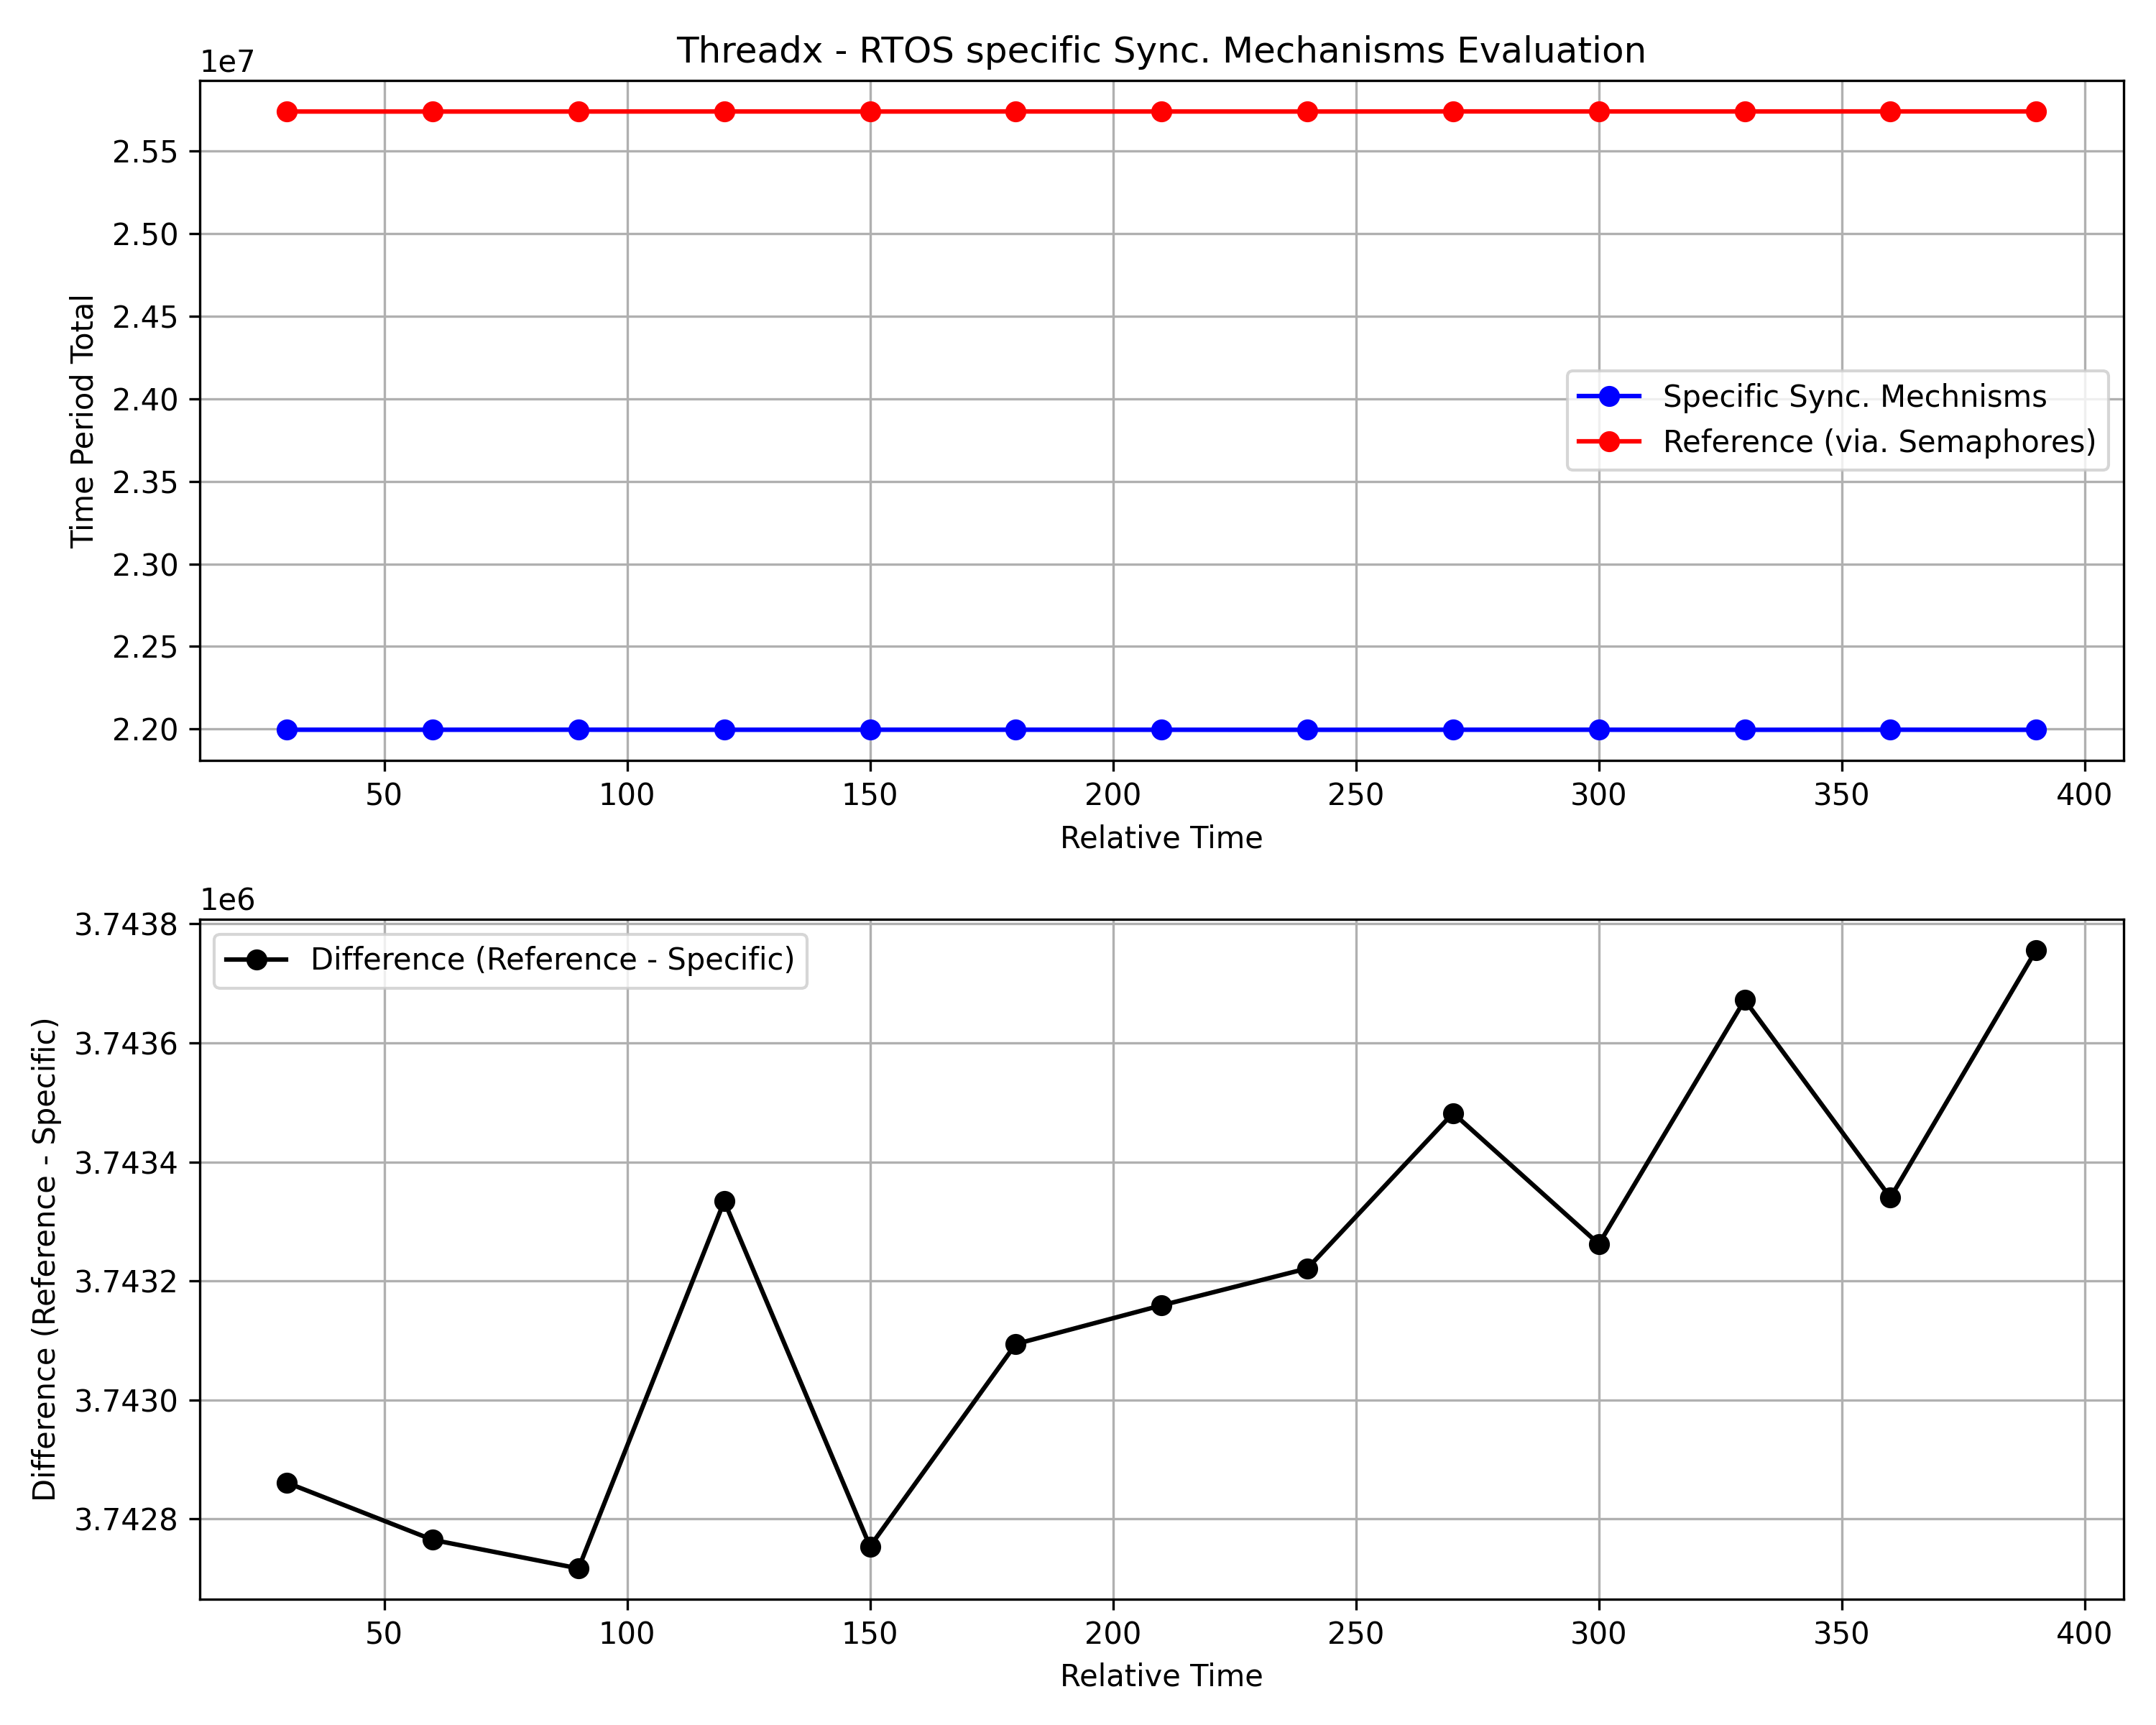 Threadx - RTOS specific Sync. Mechanisms Evaluation
1e7
2.55
2.50
2.45
2.40
2.35
2.30
2.25
2.20
Time Period Total
Specific Sync. Mechnisms
Reference (via. Semaphores)
50 100 150 200 250 300 350 400
Relative Time
1e6
3.7438
3.7436
3.7434
3.7432
3.7430
3.7428
Difference (Reference - Specific)
Difference (Reference - Specific)
50 100 150 200 250 300 350 400
Relative Time